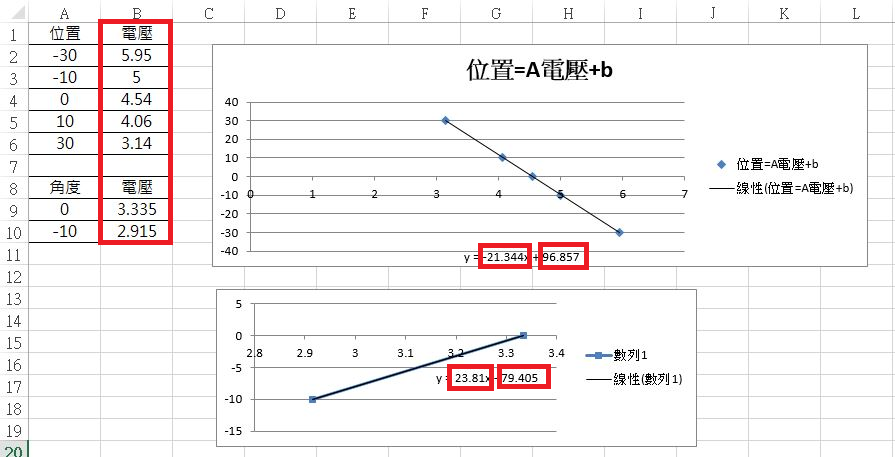 A B C D E F G H I J K L
1 位置 電壓
2 -30 5.95
3 -10 5
4 0 4.54
5 10 4.06
6 30 3.14
7
8 角度 電壓
9 0 3.335
10 -10 2.915
11
12
13
14
15
16
17
18
19
20
位置=A電壓+b
40
30
20
10
0
-10
-20
-30
-40
0 1 2 3 4 5 6 7
y = -21.344x + 96.857
位置=A電壓+b
線性(位置=A電壓+b)
5
0
-5
-10
-15
2.8 2.9 3 3.1 3.2 3.3 3.4
y = 23.81x - 79.405
數列1
線性(數列1)